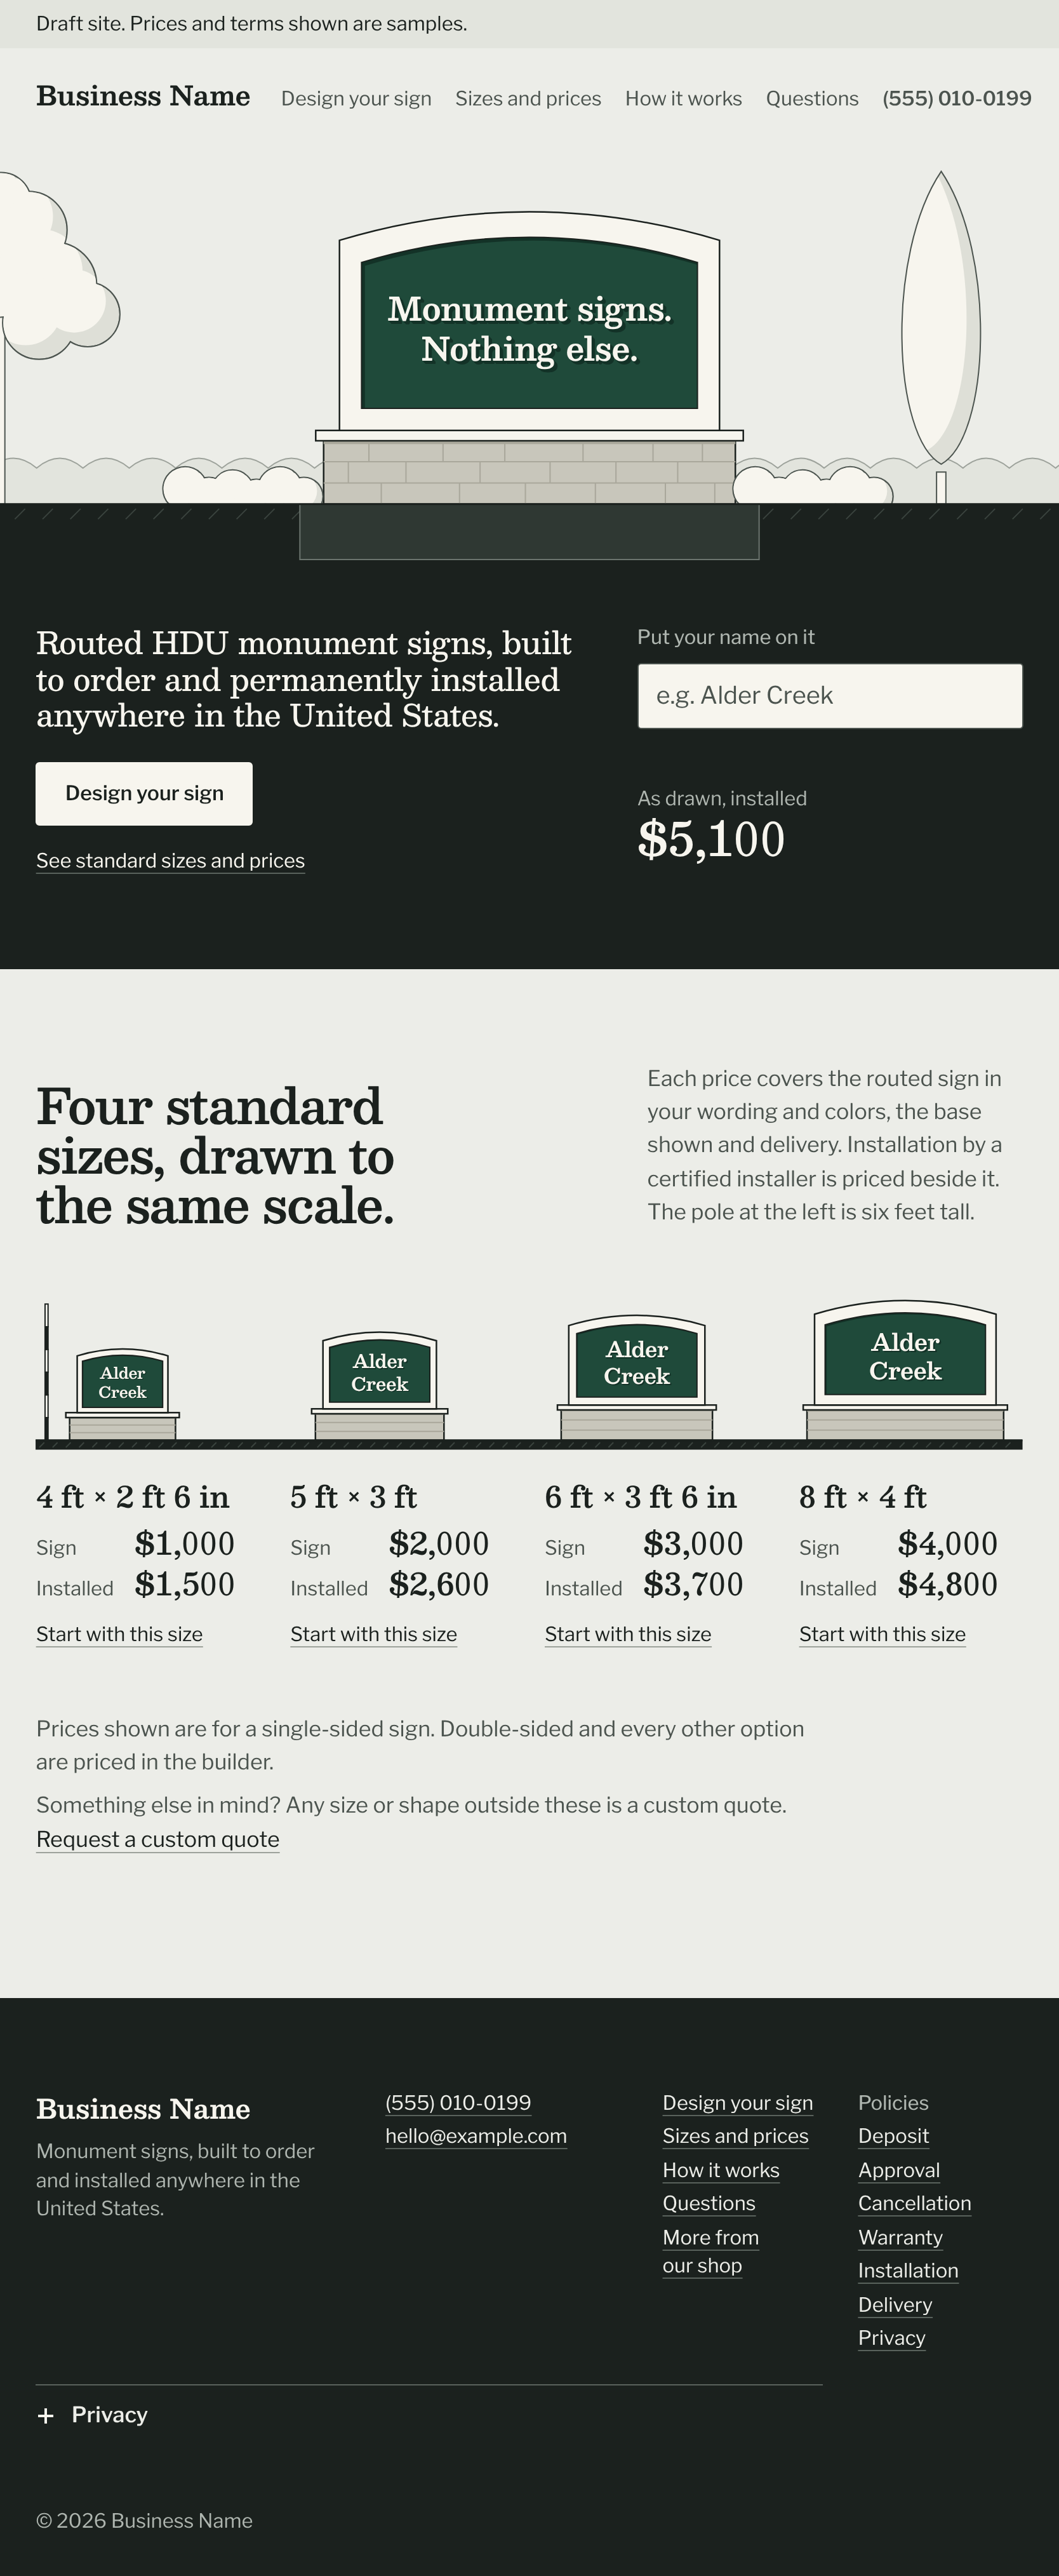 Draft site. Prices and terms shown are samples.
Business Name
Design your sign
Sizes and prices
How it works
Questions
(555) 010-0199
Monument signs.
Nothing else.
Routed HDU monument signs, built
to order and permanently installed
anywhere in the United States.
Design your sign
See standard sizes and prices
Put your name on it
e.g. Alder Creek
As drawn, installed
$5,100
Four standard
sizes, drawn to
the same scale.
Each price covers the routed sign in
your wording and colors, the base
shown and delivery. Installation by a
certified installer is priced beside it.
The pole at the left is six feet tall.
Alder
Creek
Alder
Creek
Alder
Creek
Alder
Creek
4 ft × 2 ft 6 in
Sign $1,000
Installed $1,500
Start with this size
5 ft × 3 ft
Sign $2,000
Installed $2,600
Start with this size
6 ft × 3 ft 6 in
Sign $3,000
Installed $3,700
Start with this size
8 ft × 4 ft
Sign $4,000
Installed $4,800
Start with this size
Prices shown are for a single-sided sign. Double-sided and every other option
are priced in the builder.
Something else in mind? Any size or shape outside these is a custom quote.
Request a custom quote
Business Name
Monument signs, built to order
and installed anywhere in the
United States.
(555) 010-0199
hello@example.com
Design your sign
Sizes and prices
How it works
Questions
More from
our shop
Policies
Deposit
Approval
Cancellation
Warranty
Installation
Delivery
Privacy
+ Privacy
© 2026 Business Name